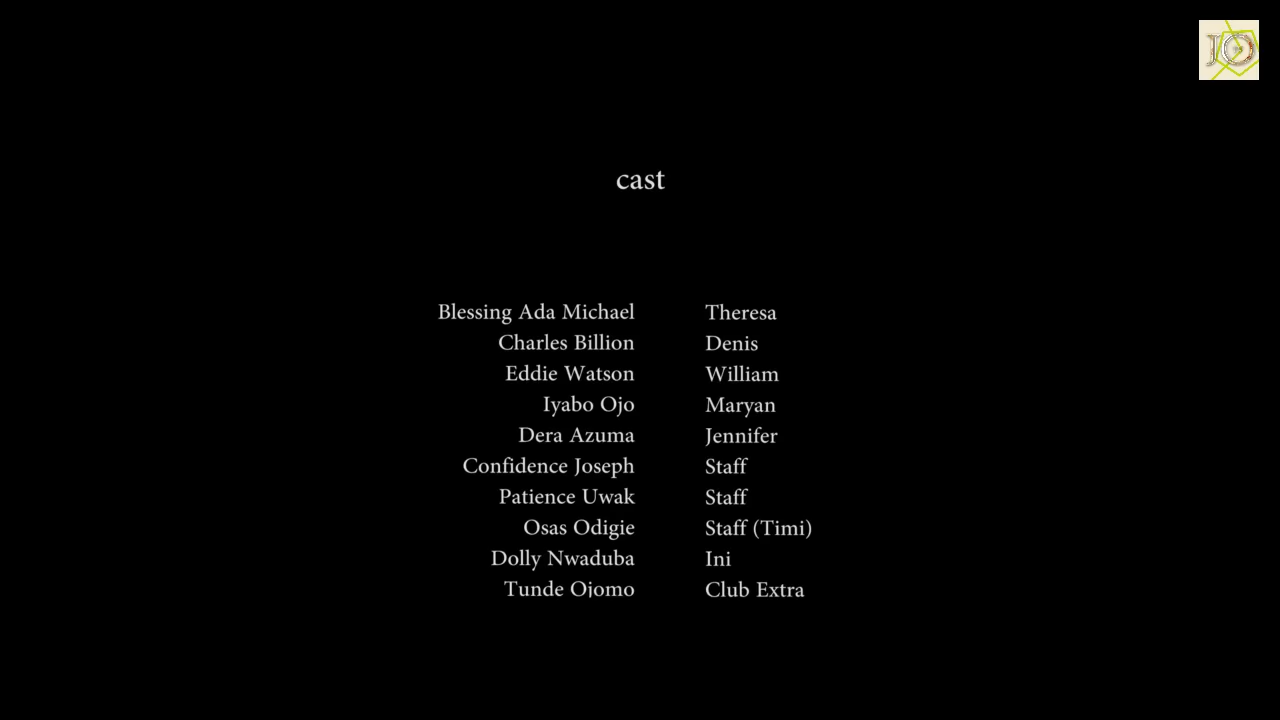 JO
cast
Blessing Ada Michael Theresa
Charles Billion Denis
Eddie Watson William
Iyabo Ojo Maryan
Dera Azuma Jennifer
Confidence Joseph Staff
Patience Uwak Staff
Osas Odigie Staff (Timi)
Dolly Nwaduba Ini
Tunde Ojomo Club Extra